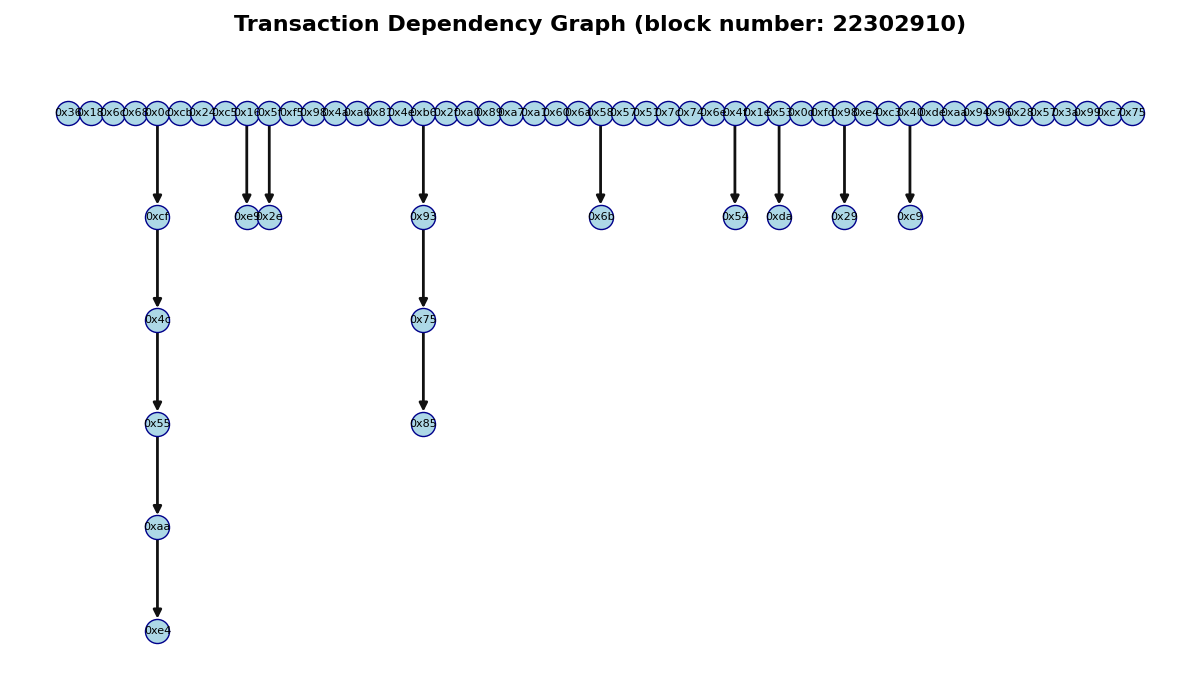 Transaction Dependency Graph (block number: 22302910)
0x36 0x18 0x6c 0x68 0x0c 0xcb 0x24 0xc5 0x16 0x5f 0xf5 0x98 0x4a 0xa6 0x81 0x4e 0xb6 0x2f 0xa0 0x89 0xa7 0xa1 0x60 0x6a 0x58 0x57 0x51 0x7c 0x74 0x6e 0x4f 0x1e 0x53 0x0d 0xfd 0x98 0xe4 0xc3 0x40 0xde 0xaa 0x94 0x96 0x28 0x57 0x3a 0x99 0xc7 0x75
0xcf 0xe9 0x2e 0x93 0x6b 0x54 0xda 0x29 0xc9
0x4c 0x75
0x55 0x85
0xaa
0xe4